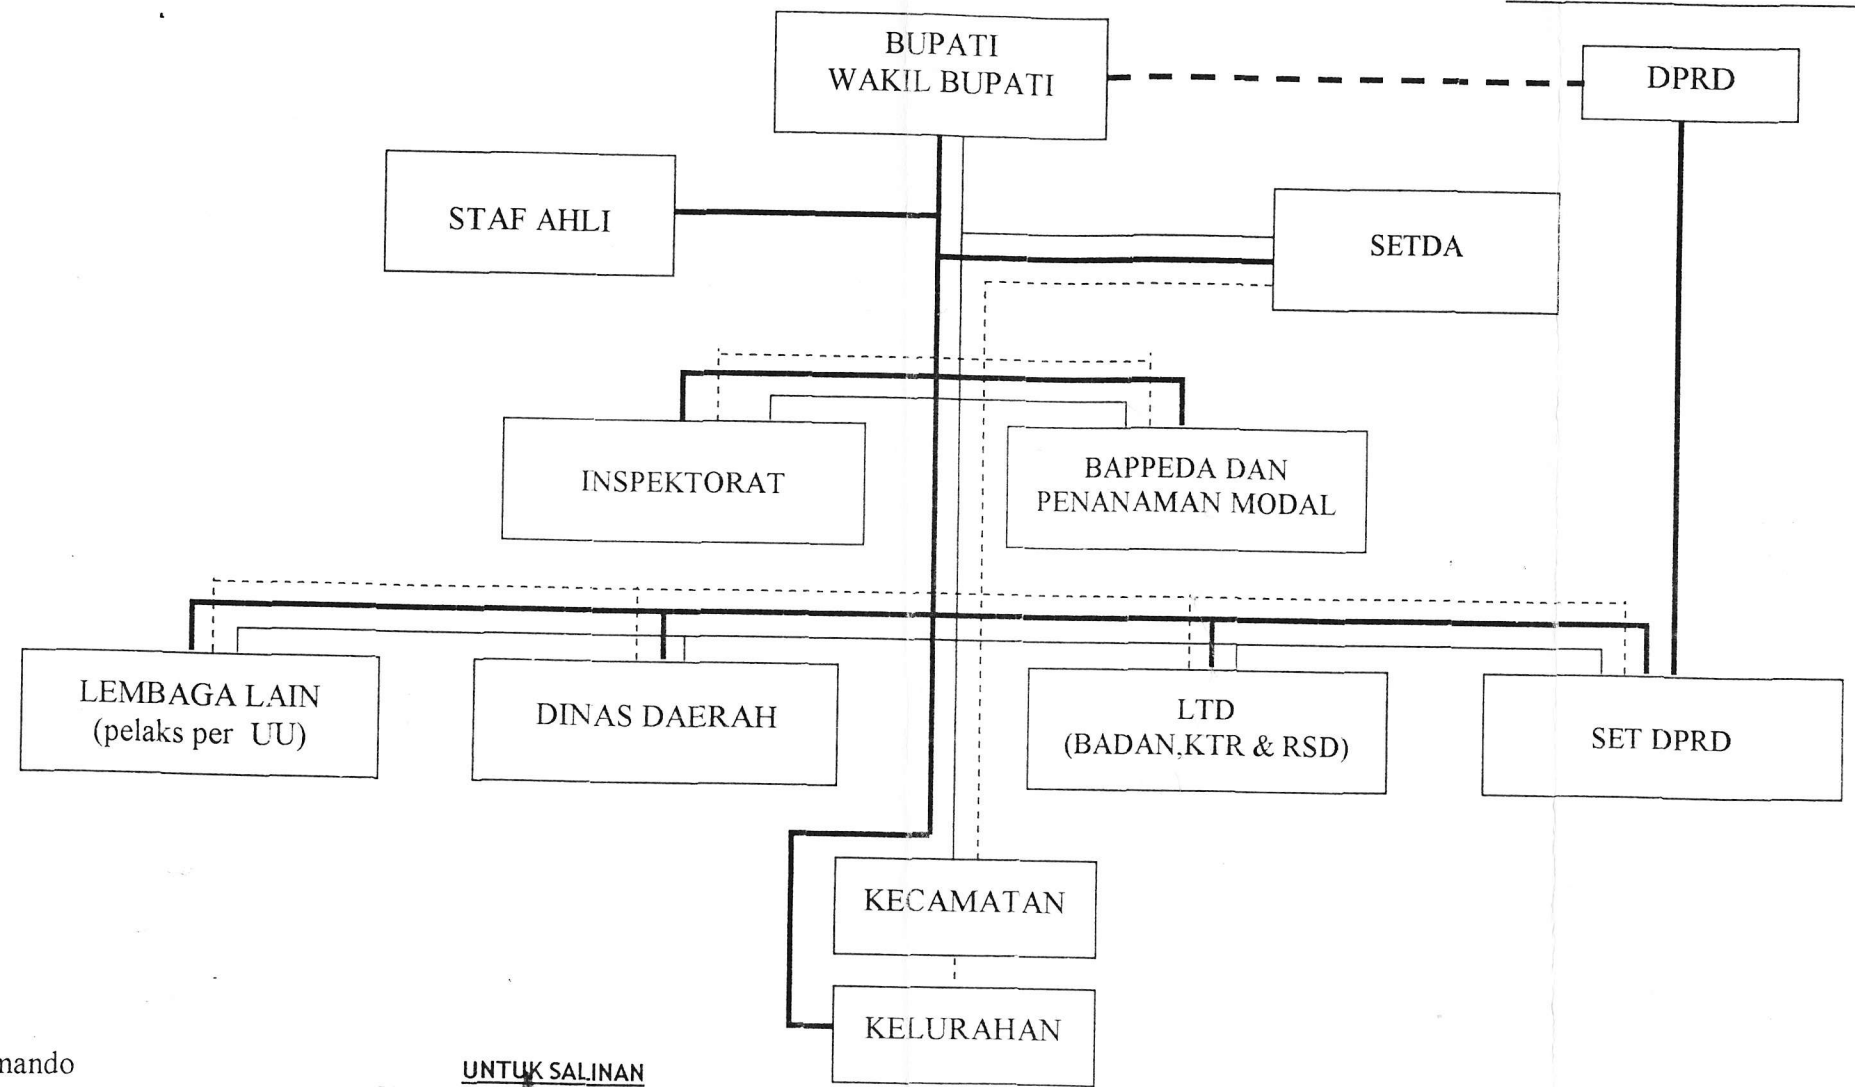 BUPATI
WAKIL BUPATI
DPRD
STAF AHLI
SETDA
INSPEKTORAT
BAPPEDA DAN
PENANAMAN MODAL
LEMBAGA LAIN
(pelaks per UU)
DINAS DAERAH
LTD
(BADAN,KTR & RSD)
SET DPRD
KECAMATAN
KELURAHAN
nando
UNTUK SALINAN